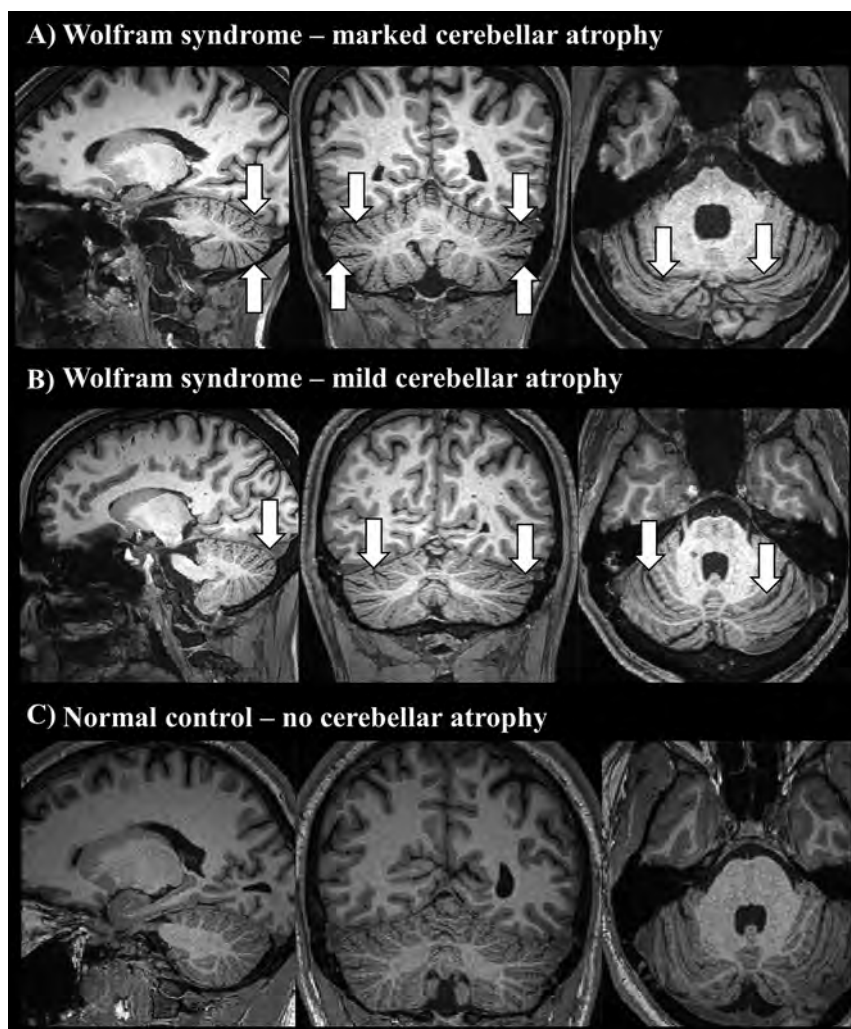 A) Wolfram syndrome – marked cerebellar atrophy
B) Wolfram syndrome – mild cerebellar atrophy
C) Normal control – no cerebellar atrophy